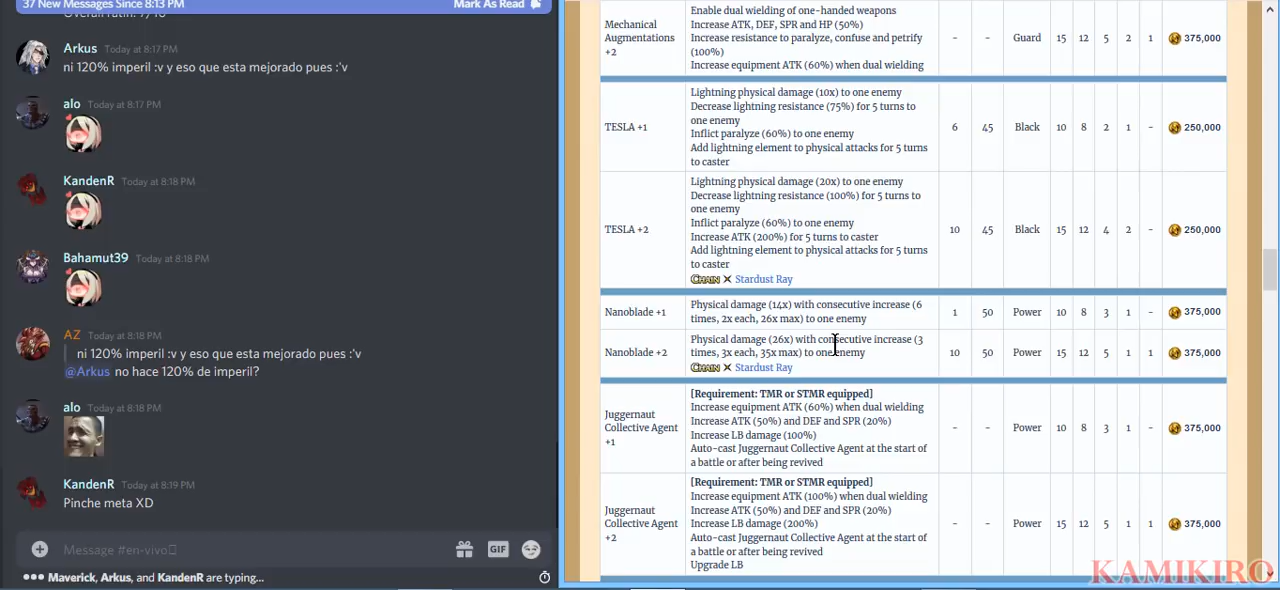 37 New Messages Since 8:13 PM
Mark As Read
Arkus Today at 8:17 PM
ni 120% imperil :v y eso que esta mejorado pues :'v
alo Today at 8:17 PM
KandenR Today at 8:18 PM
Bahamut39 Today at 8:18 PM
AZ Today at 8:18 PM
ni 120% imperil :v y eso que esta mejorado pues :'v
@Arkus no hace 120% de imperil?
alo Today at 8:18 PM
KandenR Today at 8:19 PM
Pinche meta XD
Message #en-vivo
GIF
Maverick, Arkus, and KandenR are typing...
Mechanical
Augmentations
+2
Enable dual wielding of one-handed weapons
Increase ATK, DEF, SPR and HP (50%)
Increase resistance to paralyze, confuse and petrify
(100%)
Increase equipment ATK (60%) when dual wielding
- - Guard 15 12 5 2 1 375,000
TESLA +1
Lightning physical damage (10x) to one enemy
Decrease lightning resistance (75%) for 5 turns to
one enemy
Inflict paralyze (60%) to one enemy
Add lightning element to physical attacks for 5 turns
to caster
6 45 Black 10 8 2 1 - 250,000
TESLA +2
Lightning physical damage (20x) to one enemy
Decrease lightning resistance (100%) for 5 turns to
one enemy
Inflict paralyze (60%) to one enemy
Increase ATK (200%) for 5 turns to caster
Add lightning element to physical attacks for 5 turns
to caster
CHAIN × Stardust Ray
10 45 Black 15 12 4 2 - 250,000
Nanoblade +1
Physical damage (14x) with consecutive increase (6
times, 2x each, 26x max) to one enemy
1 50 Power 10 8 3 1 - 375,000
Nanoblade +2
Physical damage (26x) with consecutive increase (3
times, 3x each, 35x max) to one enemy
CHAIN × Stardust Ray
10 50 Power 15 12 5 1 - 375,000
Juggernaut
Collective Agent
+1
[Requirement: TMR or STMR equipped]
Increase equipment ATK (60%) when dual wielding
Increase ATK (50%) and DEF and SPR (20%)
Increase LB damage (100%)
Auto-cast Juggernaut Collective Agent at the start of
a battle or after being revived
- - Power 10 8 3 1 - 375,000
Juggernaut
Collective Agent
+2
[Requirement: TMR or STMR equipped]
Increase equipment ATK (100%) when dual wielding
Increase ATK (50%) and DEF and SPR (20%)
Increase LB damage (200%)
Auto-cast Juggernaut Collective Agent at the start of
a battle or after being revived
Upgrade LB
- - Power 15 12 5 1 1 375,000
KAMIKIRO